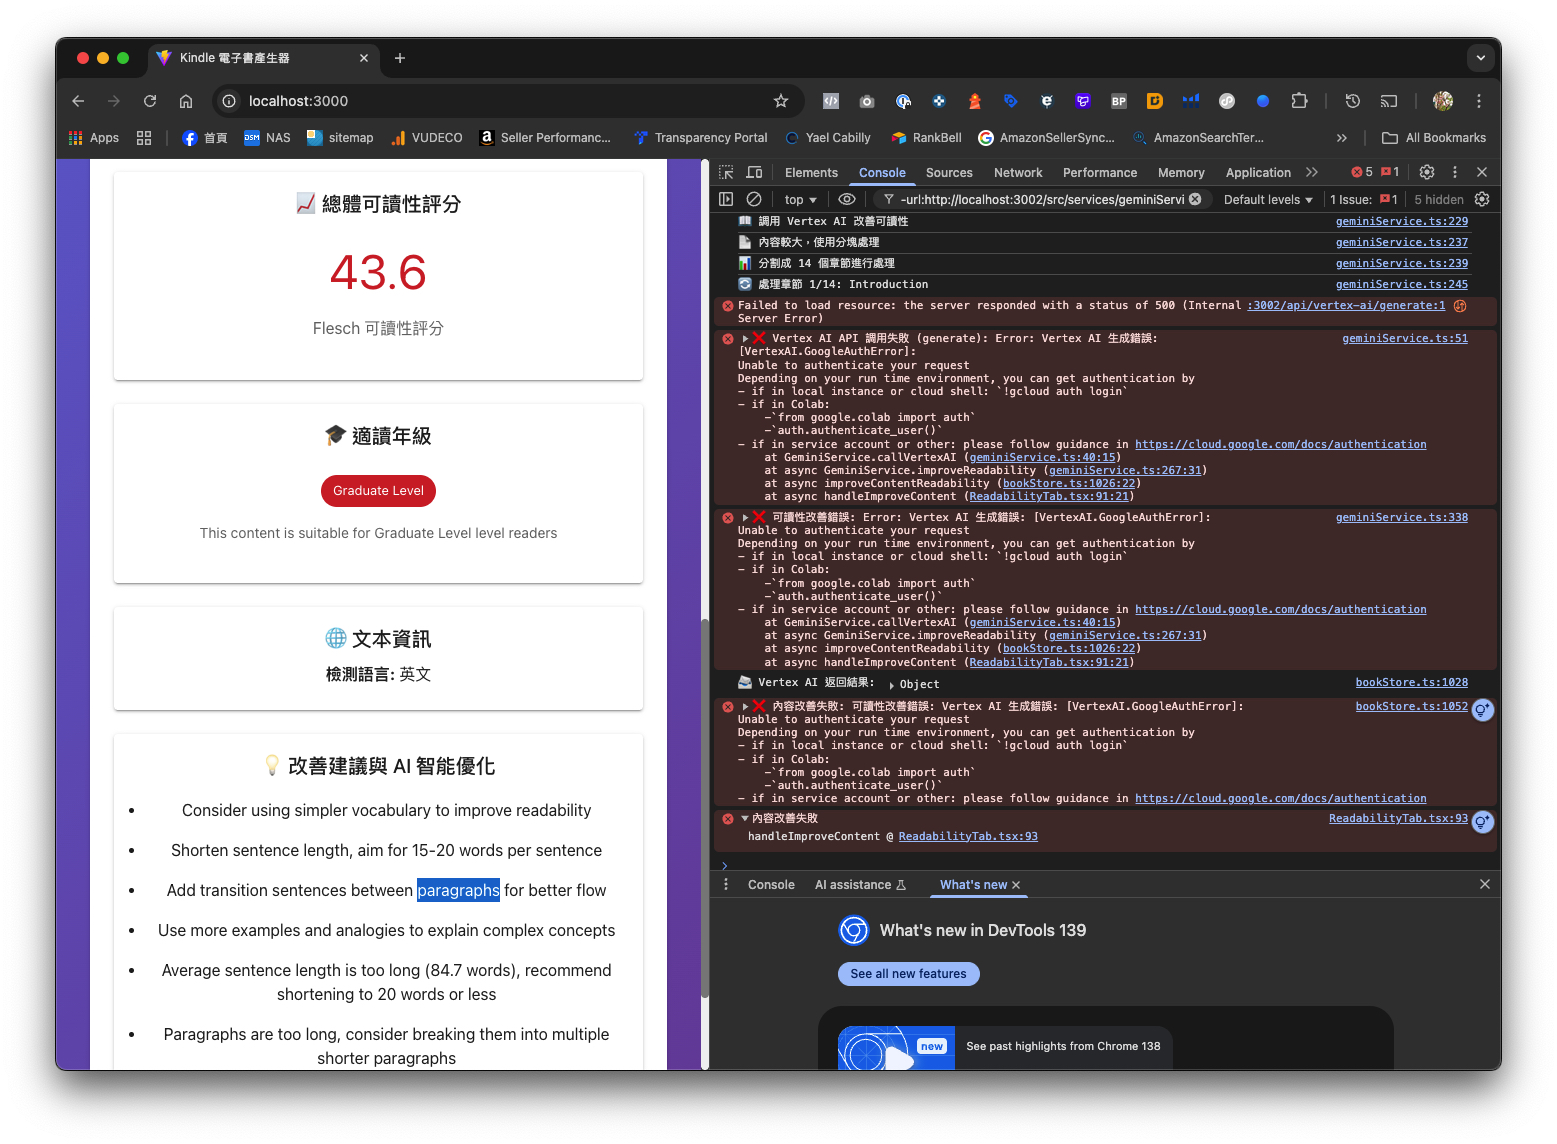 Kindle 電子書產生器
localhost:3000
Apps
首頁
NAS
sitemap
VUDECO
Seller Performanc...
Transparency Portal
Yael Cabilly
RankBell
AmazonSellerSync...
AmazonSearchTer...
All Bookmarks
📈 總體可讀性評分
43.6
Flesch 可讀性評分
🎓 適讀年級
Graduate Level
This content is suitable for Graduate Level level readers
🌐 文本資訊
檢測語言: 英文
💡 改善建議與 AI 智能優化
• Consider using simpler vocabulary to improve readability
• Shorten sentence length, aim for 15-20 words per sentence
• Add transition sentences between paragraphs for better flow
• Use more examples and analogies to explain complex concepts
• Average sentence length is too long (84.7 words), recommend
shortening to 20 words or less
• Paragraphs are too long, consider breaking them into multiple
shorter paragraphs
Elements Console Sources Network Performance Memory Application 5 1
top -url:http://localhost:3002/src/services/geminiServi Default levels 1 Issue: 1 5 hidden
📖 調用 Vertex AI 改善可讀性 geminiService.ts:229
📄 內容較大，使用分塊處理 geminiService.ts:237
📊 分割成 14 個章節進行處理 geminiService.ts:239
🔄 處理章節 1/14: Introduction geminiService.ts:245
Failed to load resource: the server responded with a status of 500 (Internal :3002/api/vertex-ai/generate:1
Server Error)
❌ Vertex AI API 調用失敗 (generate): Error: Vertex AI 生成錯誤: geminiService.ts:51
[VertexAI.GoogleAuthError]:
Unable to authenticate your request
Depending on your run time environment, you can get authentication by
- if in local instance or cloud shell: `!gcloud auth login`
- if in Colab:
-`from google.colab import auth`
-`auth.authenticate_user()`
- if in service account or other: please follow guidance in https://cloud.google.com/docs/authentication
at GeminiService.callVertexAI (geminiService.ts:40:15)
at async GeminiService.improveReadability (geminiService.ts:267:31)
at async improveContentReadability (bookStore.ts:1026:22)
at async handleImproveContent (ReadabilityTab.tsx:91:21)
❌ 可讀性改善錯誤: Error: Vertex AI 生成錯誤: [VertexAI.GoogleAuthError]: geminiService.ts:338
Unable to authenticate your request
Depending on your run time environment, you can get authentication by
- if in local instance or cloud shell: `!gcloud auth login`
- if in Colab:
-`from google.colab import auth`
-`auth.authenticate_user()`
- if in service account or other: please follow guidance in https://cloud.google.com/docs/authentication
at GeminiService.callVertexAI (geminiService.ts:40:15)
at async GeminiService.improveReadability (geminiService.ts:267:31)
at async improveContentReadability (bookStore.ts:1026:22)
at async handleImproveContent (ReadabilityTab.tsx:91:21)
Vertex AI 返回結果: Object bookStore.ts:1028
❌ 內容改善失敗: 可讀性改善錯誤: Vertex AI 生成錯誤: [VertexAI.GoogleAuthError]: bookStore.ts:1052
Unable to authenticate your request
Depending on your run time environment, you can get authentication by
- if in local instance or cloud shell: `!gcloud auth login`
- if in Colab:
-`from google.colab import auth`
-`auth.authenticate_user()`
- if in service account or other: please follow guidance in https://cloud.google.com/docs/authentication
內容改善失敗 ReadabilityTab.tsx:93
handleImproveContent @ ReadabilityTab.tsx:93
Console AI assistance What's new
What's new in DevTools 139
See all new features
new
See past highlights from Chrome 138